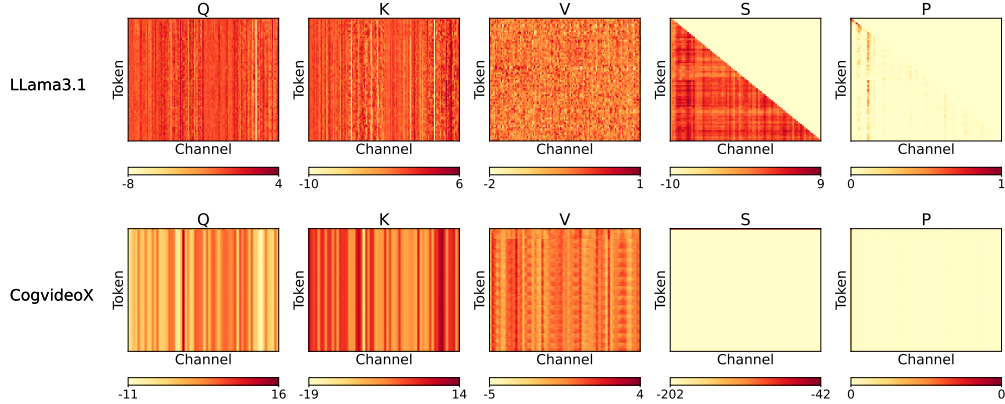 Q K V S P
LLama3.1
Token Token Token Token Token
Channel Channel Channel Channel Channel
-8 4 -10 6 -2 1 -10 9 0 1
Q K V S P
CogvideoX
Token Token Token Token Token
Channel Channel Channel Channel Channel
-11 16 -19 14 -5 4 -202 -42 0 0